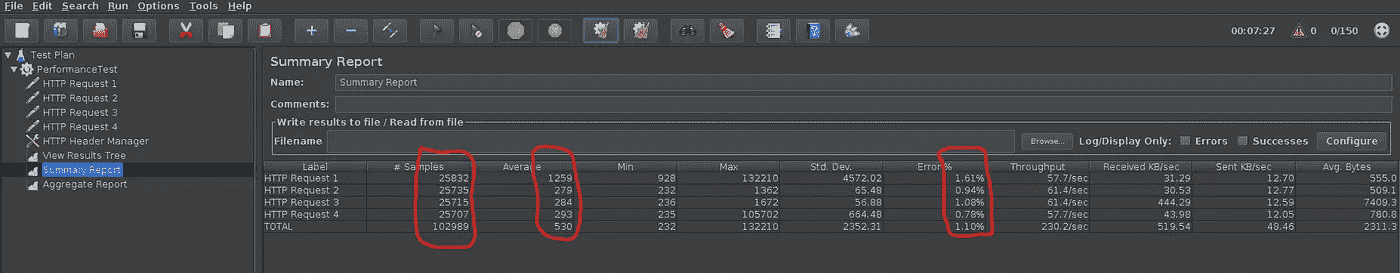 File Edit Search Run Options Tools Help
00:07:27 0 0/150
Test Plan
PerformanceTest
HTTP Request 1
HTTP Request 2
HTTP Request 3
HTTP Request 4
HTTP Header Manager
View Results Tree
Summary Report
Aggregate Report
Summary Report
Name: Summary Report
Comments:
Write results to file / Read from file
Filename Browse... Log/Display Only: Errors Successes Configure
Label # Samples Average Min Max Std. Dev. Error % Throughput Received KB/sec Sent KB/sec Avg. Bytes
HTTP Request 1 25832 1259 928 132210 4572.02 1.61% 57.7/sec 31.29 12.70 555.0
HTTP Request 2 25735 279 232 1362 65.48 0.94% 61.4/sec 30.53 12.77 509.1
HTTP Request 3 25715 284 236 1672 56.88 1.08% 61.4/sec 444.29 12.59 7409.3
HTTP Request 4 25707 293 235 105702 664.48 0.78% 57.7/sec 43.98 12.05 780.8
TOTAL 102989 530 232 132210 2352.31 1.10% 230.2/sec 519.54 48.46 2311.3